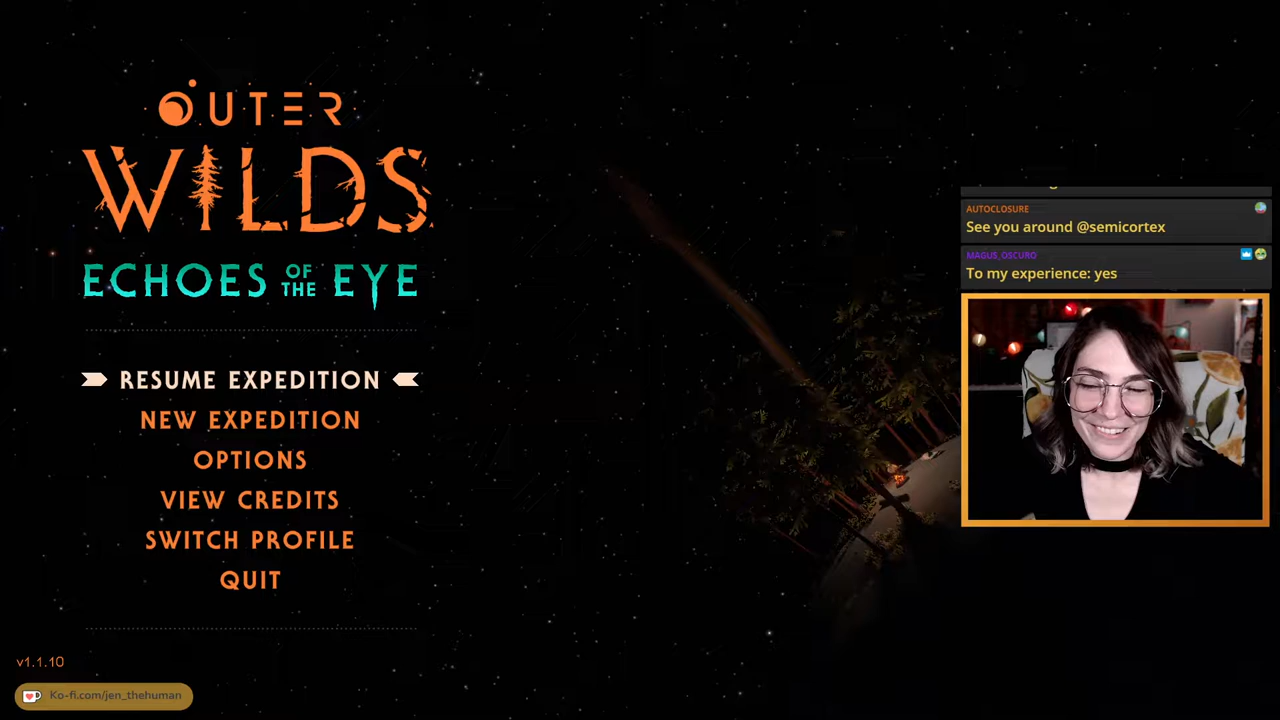 OUTER
WILDS
ECHOES OF THE EYE
RESUME EXPEDITION
NEW EXPEDITION
OPTIONS
VIEW CREDITS
SWITCH PROFILE
QUIT
v1.1.10
Ko-fi.com/jen_thehuman
AUTOCLOSURE
See you around @semicortex
MAGUS_OSCURO
To my experience: yes